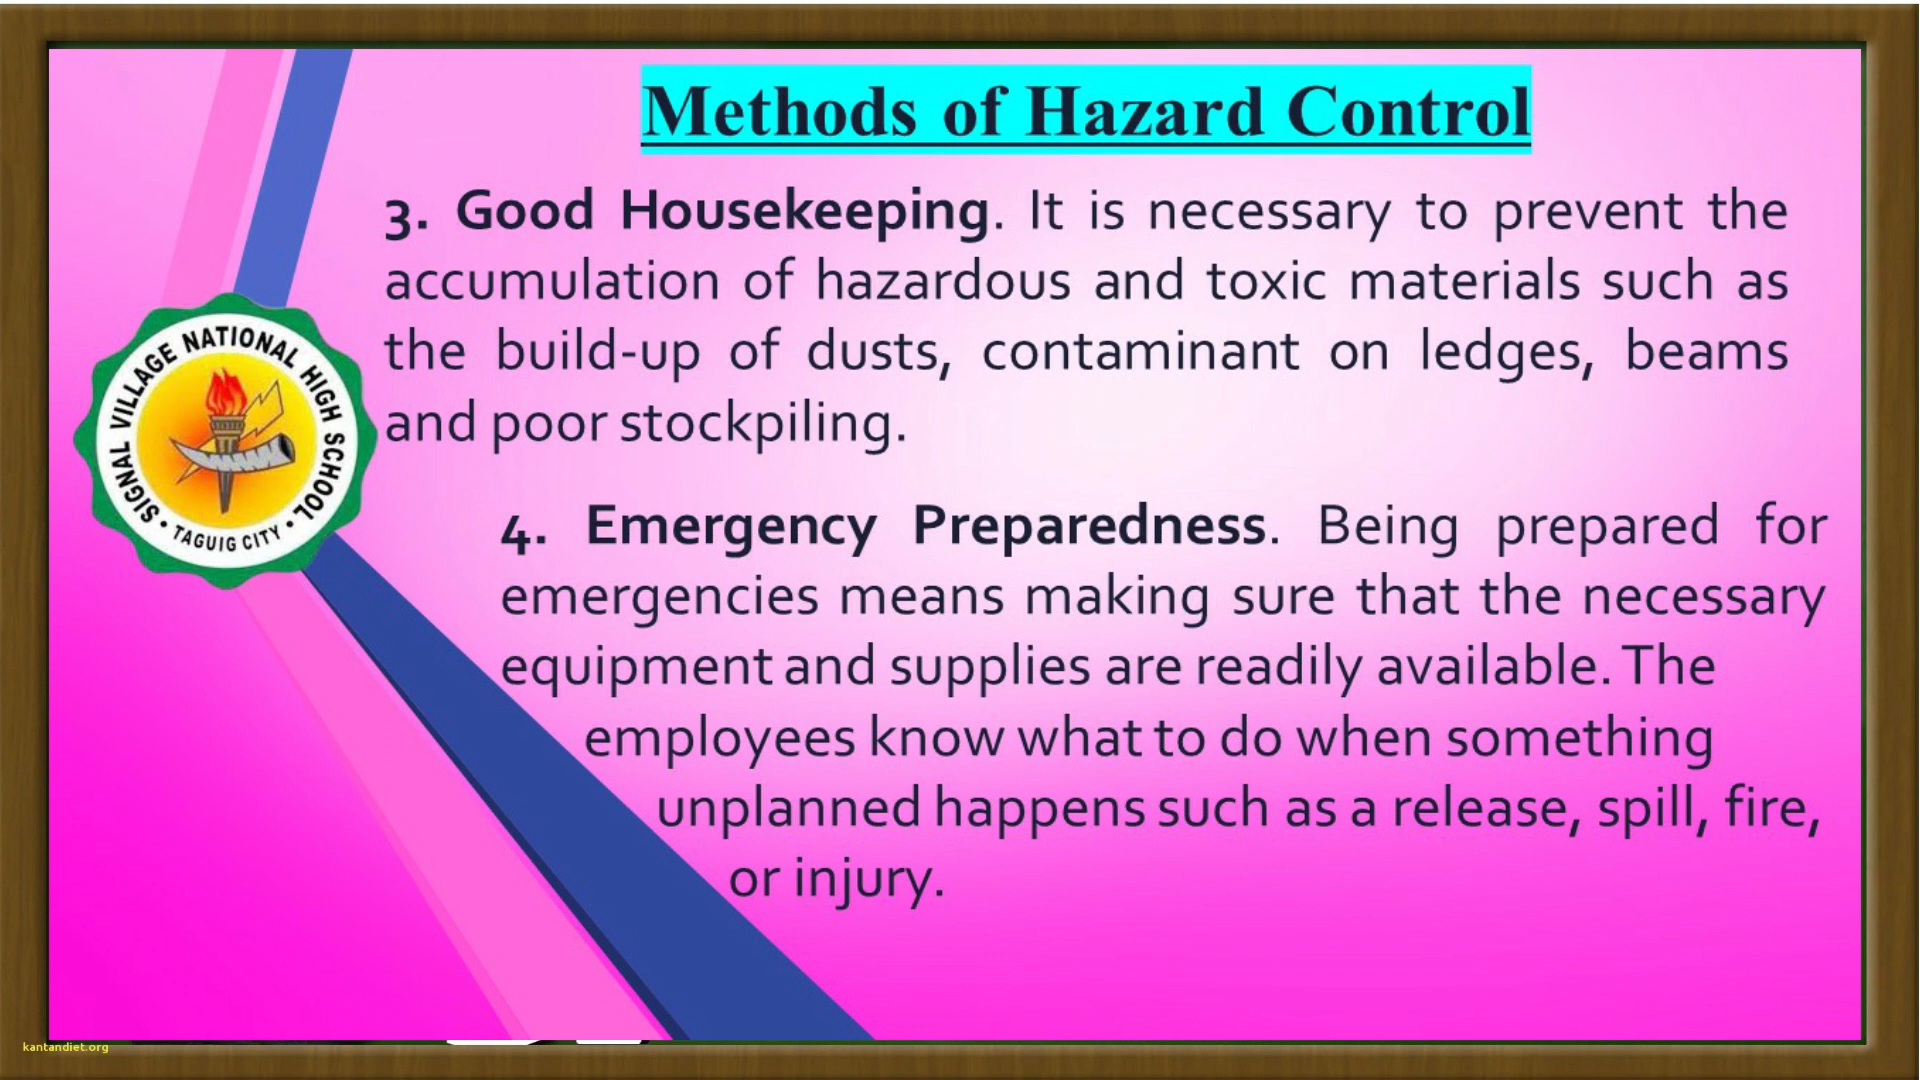 Methods of Hazard Control
3. Good Housekeeping. It is necessary to prevent the
accumulation of hazardous and toxic materials such as
the build-up of dusts, contaminant on ledges, beams
and poor stockpiling.
SIGNAL VILLAGE NATIONAL HIGH SCHOOL
• TAGUIG CITY •
4. Emergency Preparedness. Being prepared for
emergencies means making sure that the necessary
equipment and supplies are readily available. The
employees know what to do when something
unplanned happens such as a release, spill, fire,
or injury.
kantandiet.org